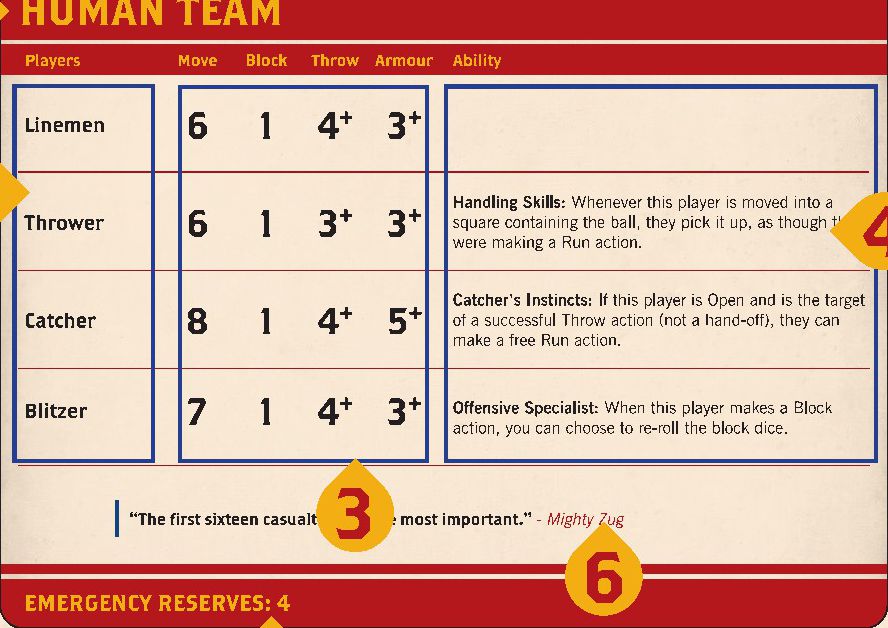 HUMAN TEAM
Players Move Block Throw Armour Ability
Linemen 6 1 4+ 3+
Thrower 6 1 3+ 3+
Handling Skills: Whenever this player is moved into a
square containing the ball, they pick it up, as though
were making a Run action.
4
Catcher 8 1 4+ 5+
Catcher's Instincts: If this player is Open and is the target
of a successful Throw action (not a hand-off), they can
make a free Run action.
Blitzer 7 1 4+ 3+
Offensive Specialist: When this player makes a Block
action, you can choose to re-roll the block dice.
"The first sixteen most important." - Mighty Zug
3
6
EMERGENCY RESERVES: 4